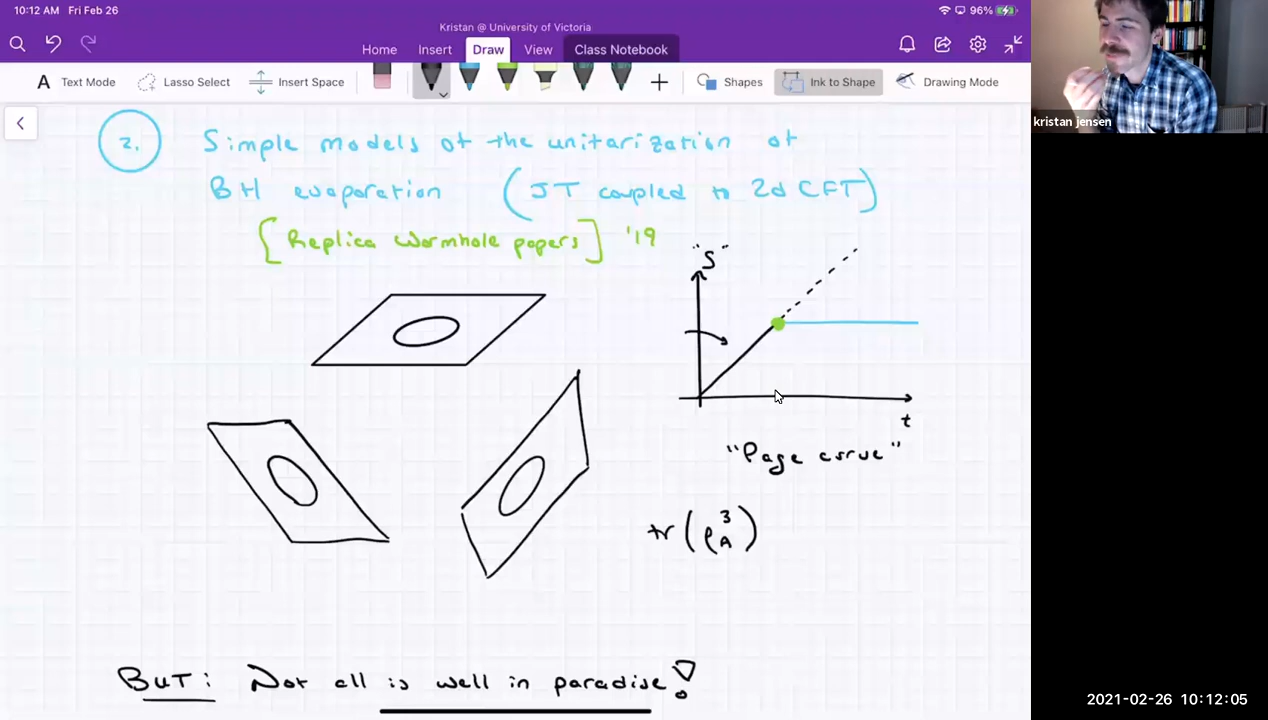 10:12 AM Fri Feb 26
96%
Kristan @ University of Victoria
Home Insert Draw View Class Notebook
Text Mode Lasso Select Insert Space Shapes Ink to Shape Drawing Mode
kristan jensen
2. Simple models of the unitarization of
BH evaporation (JT coupled to 2d CFT)
[Replica Wormhole papers] '19
"S"
t
"Page curve"
tr(ρ_A^3)
BUT: Not all is well in paradise!
2021-02-26 10:12:05